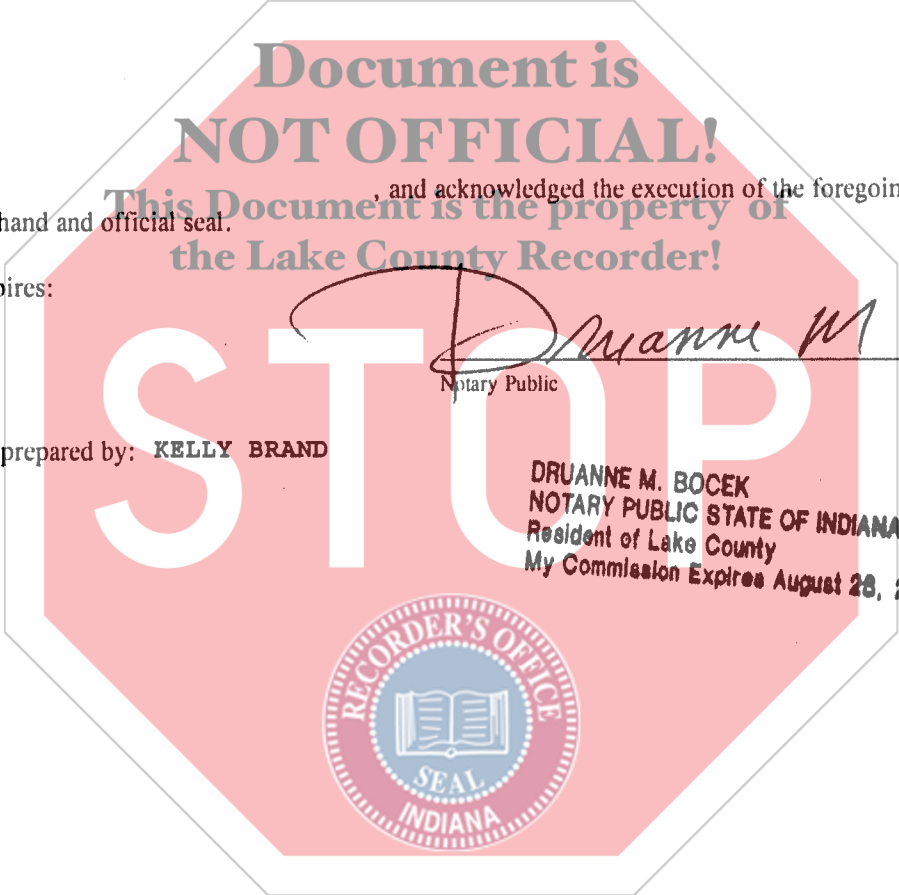 Document is
NOT OFFICIAL!
, and acknowledged the execution of the foregoin
This Document is the property of
hand and official seal.
the Lake County Recorder!
pires:
Druanne M
STOP
Notary Public
prepared by: KELLY BRAND
DRUANNE M. BOCEK
NOTARY PUBLIC STATE OF INDIANA
Resident of Lake County
My Commission Expires August 28, 2
RECORDER'S OFFICE
SEAL
INDIANA